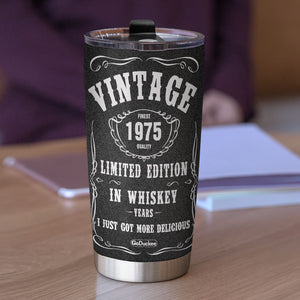 VINTAGE
FINEST
1975
QUALITY
LIMITED EDITION
IN WHISKEY
YEARS
I JUST GOT MORE DELICIOUS
GoDuckee